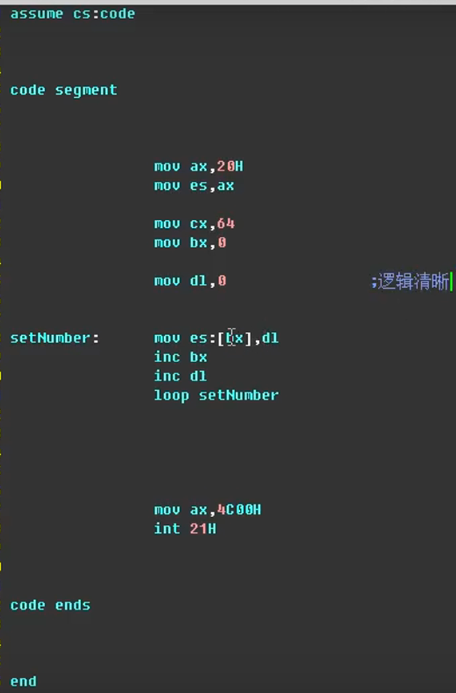 assume cs:code
code segment
mov ax,20H
mov es,ax
mov cx,64
mov bx,0
mov dl,0 ;逻辑清晰
setNumber: mov es:[bx],dl
inc bx
inc dl
loop setNumber
mov ax,4C00H
int 21H
code ends
end